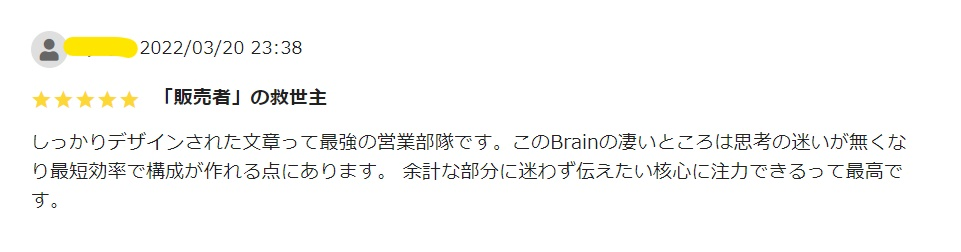 2022/03/20 23:38
「販売者」の救世主
しっかりデザインされた文章って最強の営業部隊です。このBrainの凄いところは思考の迷いが無くな
り最短効率で構成が作れる点にあります。 余計な部分に迷わず伝えたい核心に注力できるって最高で
す。